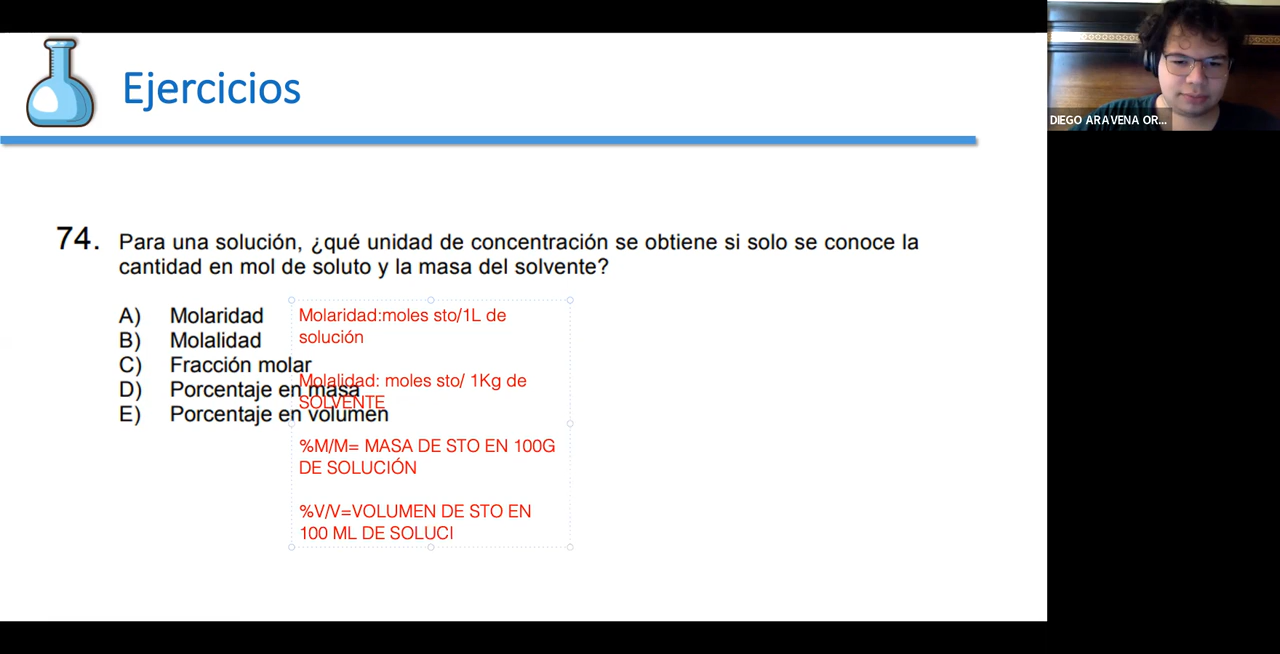 Ejercicios
DIEGO ARAVENA OR...
74. Para una solución, ¿qué unidad de concentración se obtiene si solo se conoce la
cantidad en mol de soluto y la masa del solvente?
A) Molaridad
B) Molalidad
C) Fracción molar
D) Porcentaje en masa
E) Porcentaje en volumen
Molaridad:moles sto/1L de
solución
Molalidad: moles sto/ 1Kg de
SOLVENTE
%M/M= MASA DE STO EN 100G
DE SOLUCIÓN
%V/V=VOLUMEN DE STO EN
100 ML DE SOLUCI